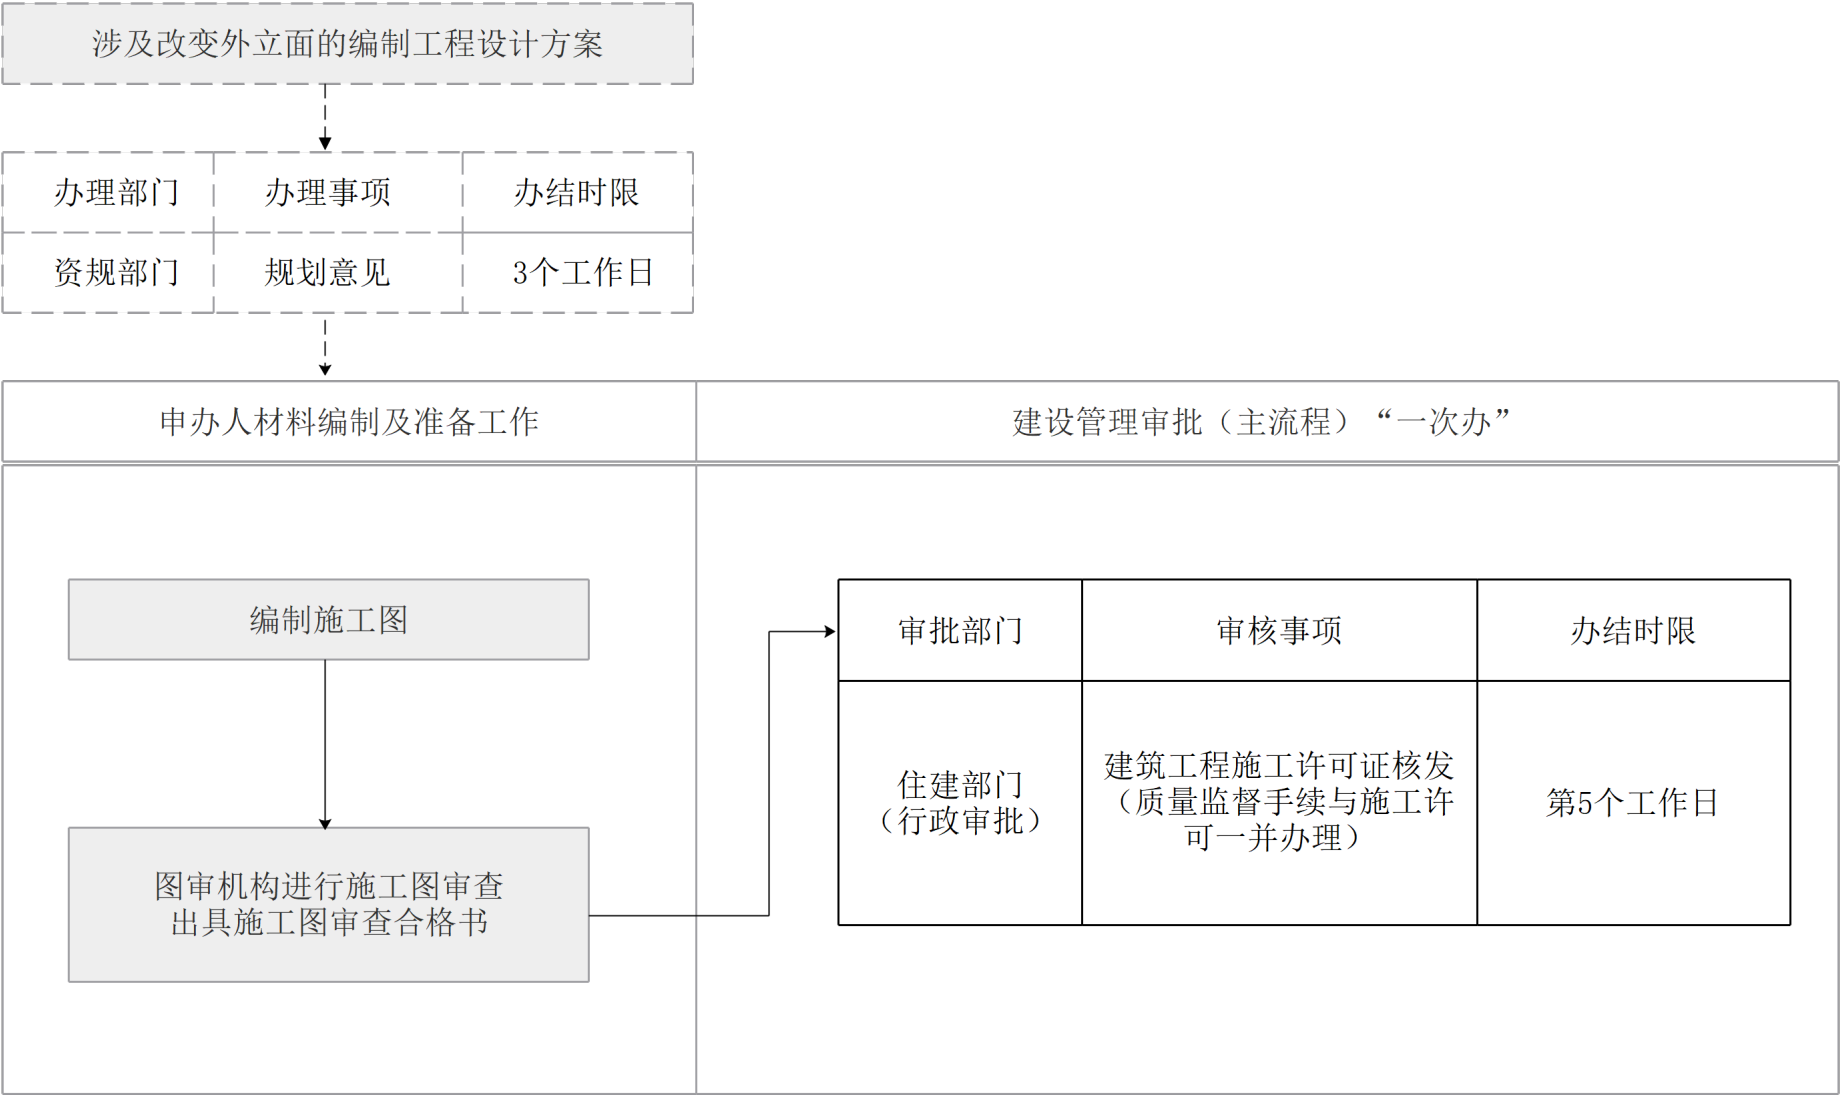 涉及改变外立面的编制工程设计方案
办理部门
办理事项
办结时限
资规部门
规划意见
3个工作日
申办人材料编制及准备工作
建设管理审批（主流程）“一次办”
编制施工图
图审机构进行施工图审查
出具施工图审查合格书
审批部门
审核事项
办结时限
住建部门
（行政审批）
建筑工程施工许可证核发
（质量监督手续与施工许
可一并办理）
第5个工作日